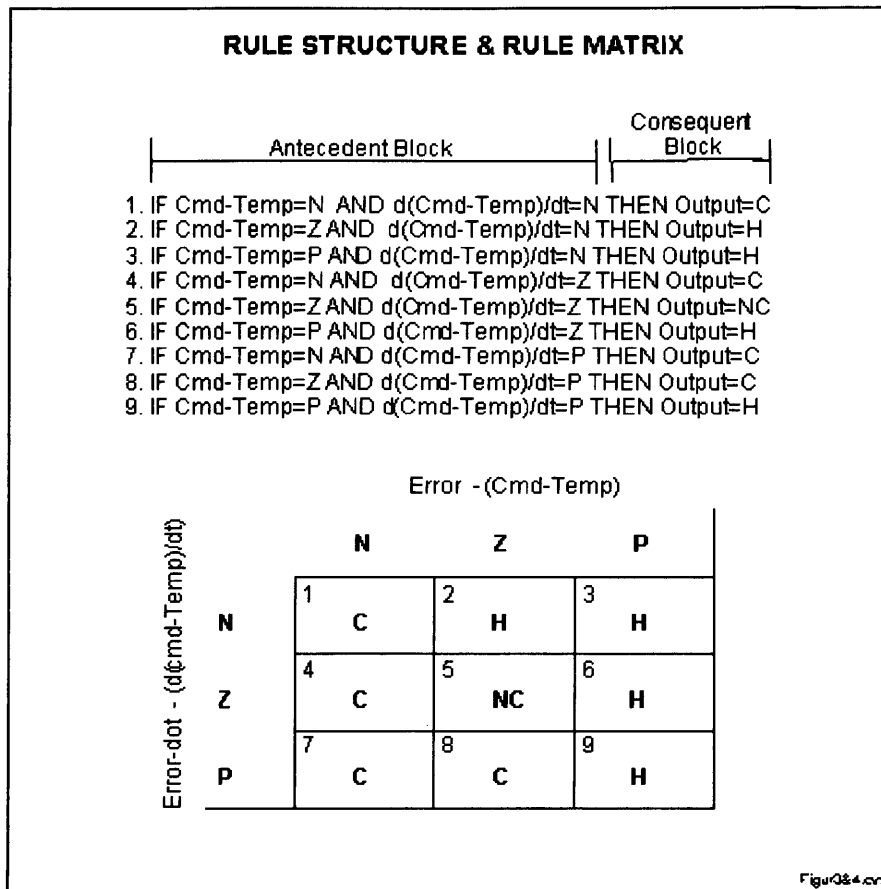 RULE STRUCTURE & RULE MATRIX
Antecedent Block
Consequent
Block
1. IF Cmd-Temp=N AND d(Cmd-Temp)/dt=N THEN Output=C
2. IF Cmd-Temp=Z AND d(Cmd-Temp)/dt=N THEN Output=H
3. IF Cmd-Temp=P AND d(Cmd-Temp)/dt=N THEN Output=H
4. IF Cmd-Temp=N AND d(Cmd-Temp)/dt=Z THEN Output=C
5. IF Cmd-Temp=Z AND d(Cmd-Temp)/dt=Z THEN Output=NC
6. IF Cmd-Temp=P AND d(Cmd-Temp)/dt=Z THEN Output=H
7. IF Cmd-Temp=N AND d(Cmd-Temp)/dt=P THEN Output=C
8. IF Cmd-Temp=Z AND d(Cmd-Temp)/dt=P THEN Output=C
9. IF Cmd-Temp=P AND d(Cmd-Temp)/dt=P THEN Output=H
Error - (Cmd-Temp)
Error-dot - (d(cmd-Temp)/dt)
N Z P
1 2 3
N C H H
4 5 6
Z C NC H
7 8 9
P C C H